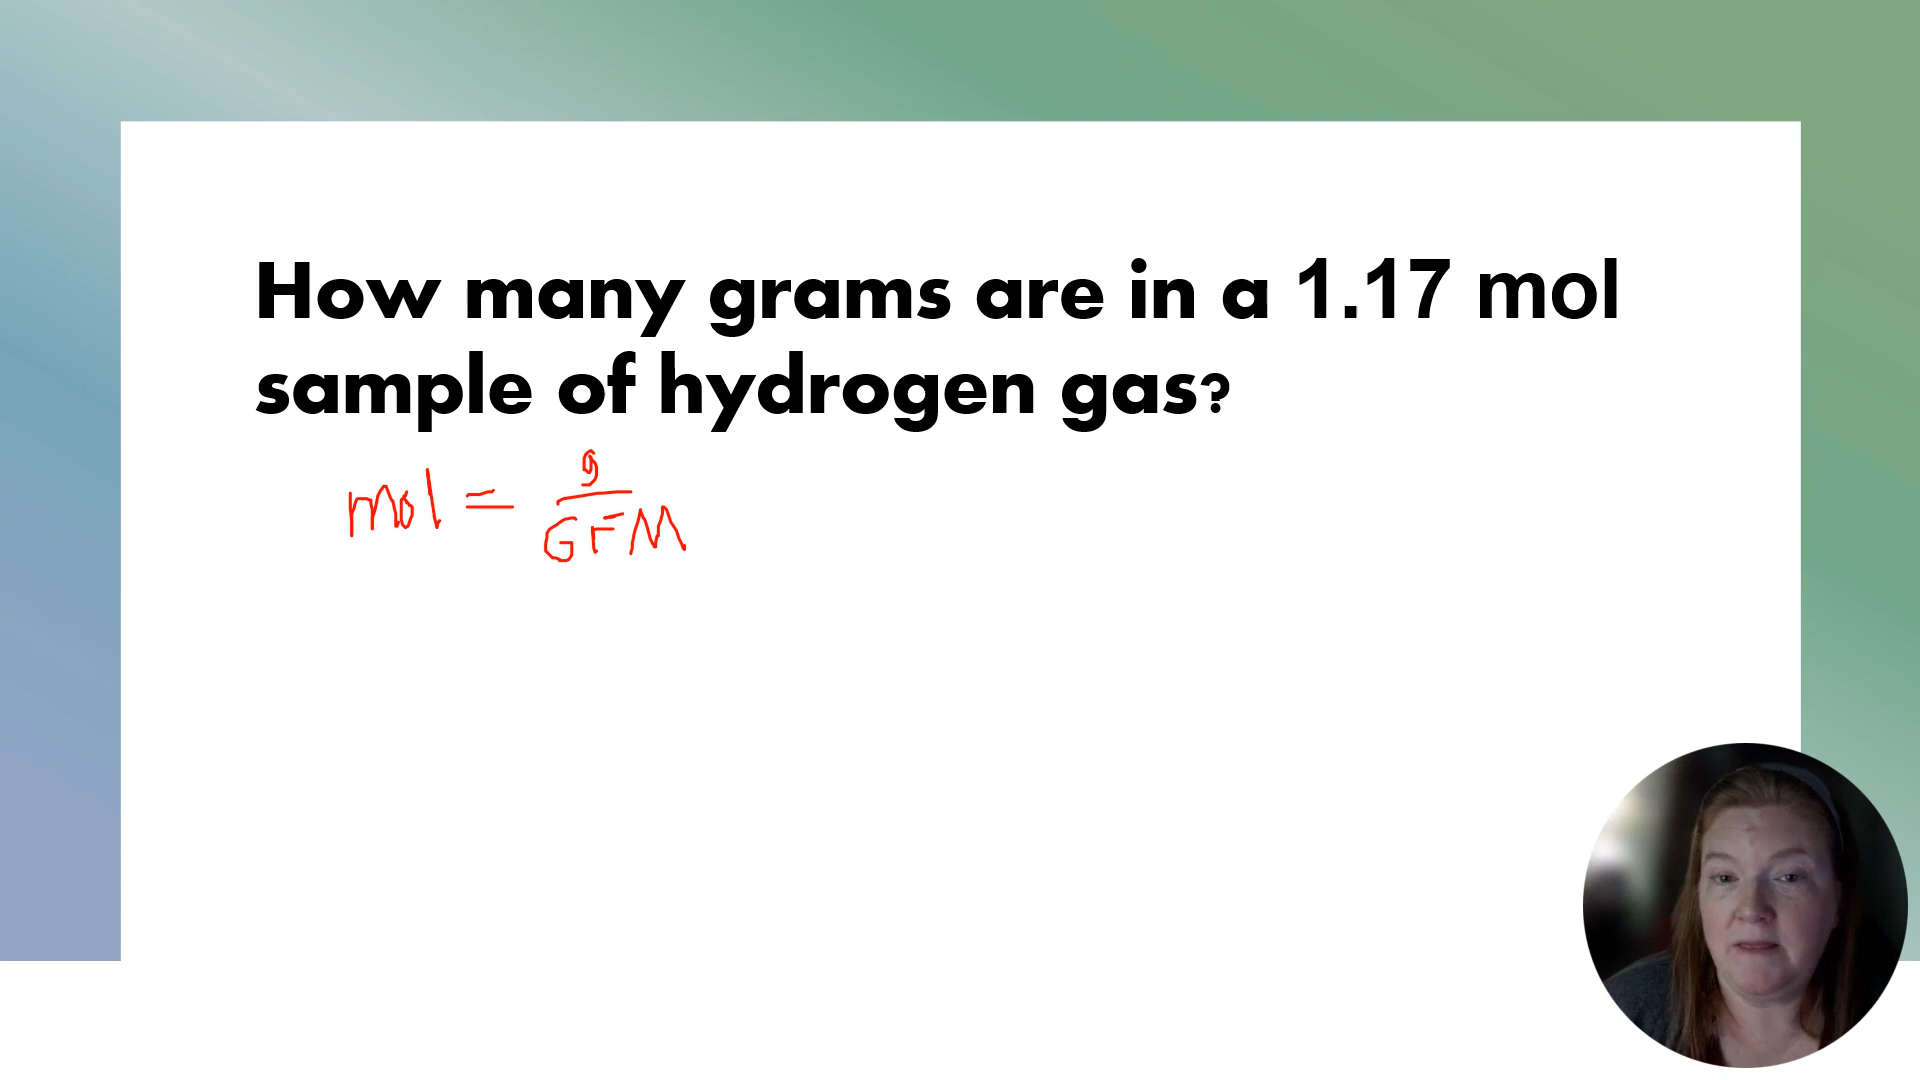 How many grams are in a 1.17 mol
sample of hydrogen gas?
mol = g
GFM